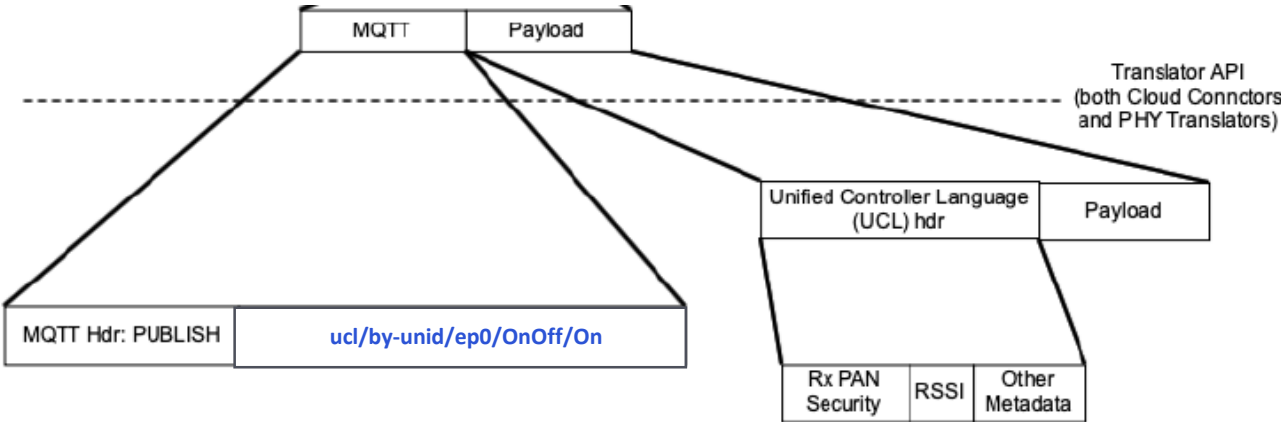 MQTT
Payload
Translator API
(both Cloud Connctors
and PHY Translators)
Unified Controller Language
(UCL) hdr
Payload
MQTT Hdr: PUBLISH
ucl/by-unid/ep0/OnOff/On
Rx PAN
Security
RSSI
Other
Metadata